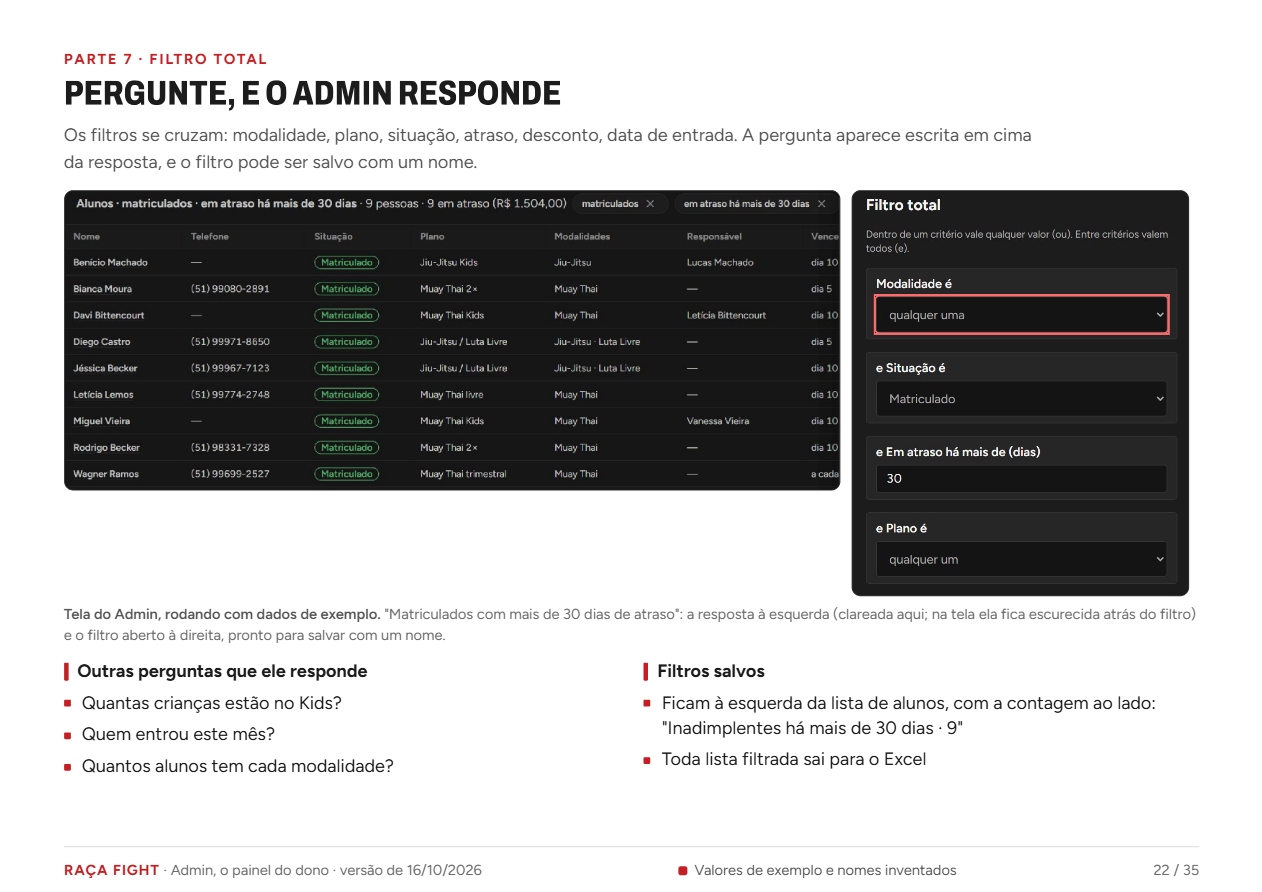 PARTE 7 · FILTRO TOTAL
PERGUNTE, E O ADMIN RESPONDE
Os filtros se cruzam: modalidade, plano, situação, atraso, desconto, data de entrada. A pergunta aparece escrita em cima
da resposta, e o filtro pode ser salvo com um nome.
Alunos · matriculados · em atraso há mais de 30 dias · 9 pessoas · 9 em atraso (R$ 1.504,00) matriculados × em atraso há mais de 30 dias ×
Nome Telefone Situação Plano Modalidades Responsável Vence
Benício Machado — Matriculado Jiu-Jitsu Kids Jiu-Jitsu Lucas Machado dia 10
Bianca Moura (51) 99080-2891 Matriculado Muay Thai 2× Muay Thai — dia 5
Davi Bittencourt — Matriculado Muay Thai Kids Muay Thai Letícia Bittencourt dia 10
Diego Castro (51) 99971-8650 Matriculado Jiu-Jitsu / Luta Livre Jiu-Jitsu · Luta Livre — dia 5
Jéssica Becker (51) 99967-7123 Matriculado Jiu-Jitsu / Luta Livre Jiu-Jitsu · Luta Livre — dia 10
Letícia Lemos (51) 99774-2748 Matriculado Muay Thai livre Muay Thai — dia 10
Miguel Vieira — Matriculado Muay Thai Kids Muay Thai Vanessa Vieira dia 10
Rodrigo Becker (51) 98331-7328 Matriculado Muay Thai 2× Muay Thai — dia 10
Wagner Ramos (51) 99699-2527 Matriculado Muay Thai trimestral Muay Thai — a cada
Filtro total
Dentro de um critério vale qualquer valor (ou). Entre critérios valem
todos (e).
Modalidade é
qualquer uma
e Situação é
Matriculado
e Em atraso há mais de (dias)
30
e Plano é
qualquer um
Tela do Admin, rodando com dados de exemplo. "Matriculados com mais de 30 dias de atraso": a resposta à esquerda (clareada aqui; na tela ela fica escurecida atrás do filtro)
e o filtro aberto à direita, pronto para salvar com um nome.
Outras perguntas que ele responde
Quantas crianças estão no Kids?
Quem entrou este mês?
Quantos alunos tem cada modalidade?
Filtros salvos
Ficam à esquerda da lista de alunos, com a contagem ao lado:
"Inadimplentes há mais de 30 dias · 9"
Toda lista filtrada sai para o Excel
RAÇA FIGHT · Admin, o painel do dono · versão de 16/10/2026
Valores de exemplo e nomes inventados
22 / 35